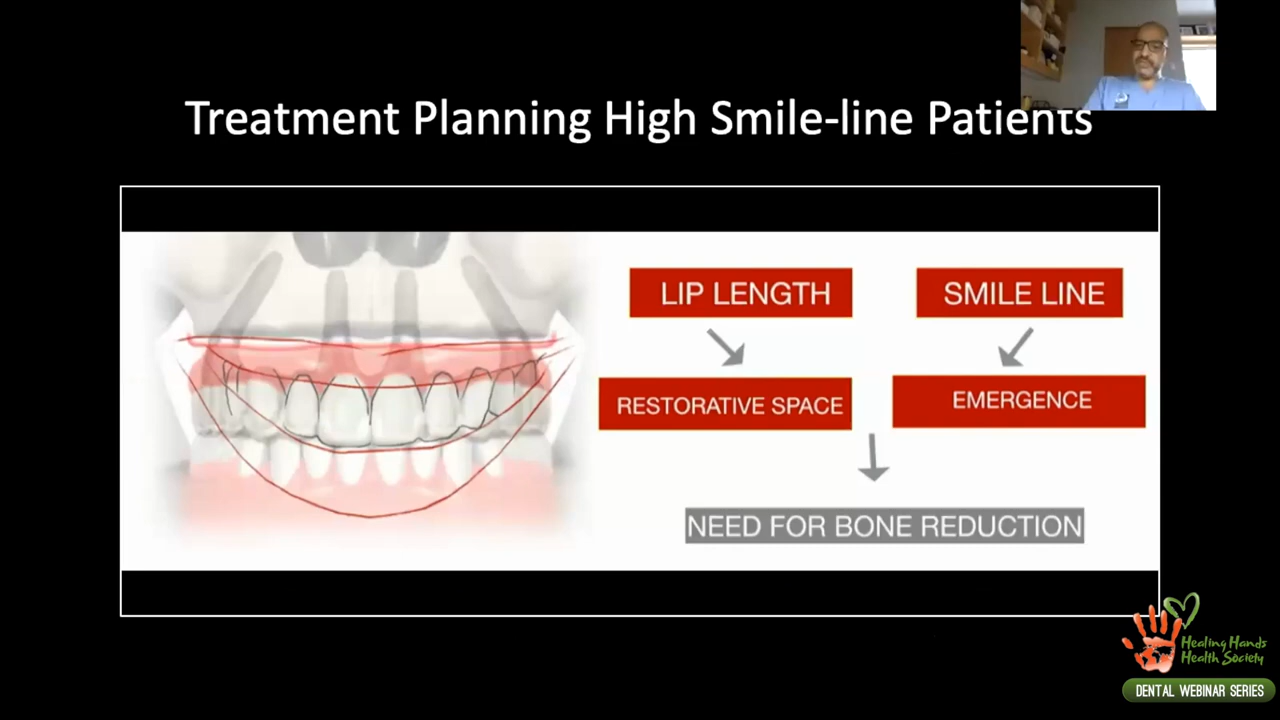 Treatment Planning High Smile-line Patients
LIP LENGTH
SMILE LINE
RESTORATIVE SPACE
EMERGENCE
NEED FOR BONE REDUCTION
Healing Hands
Health Society
DENTAL WEBINAR SERIES